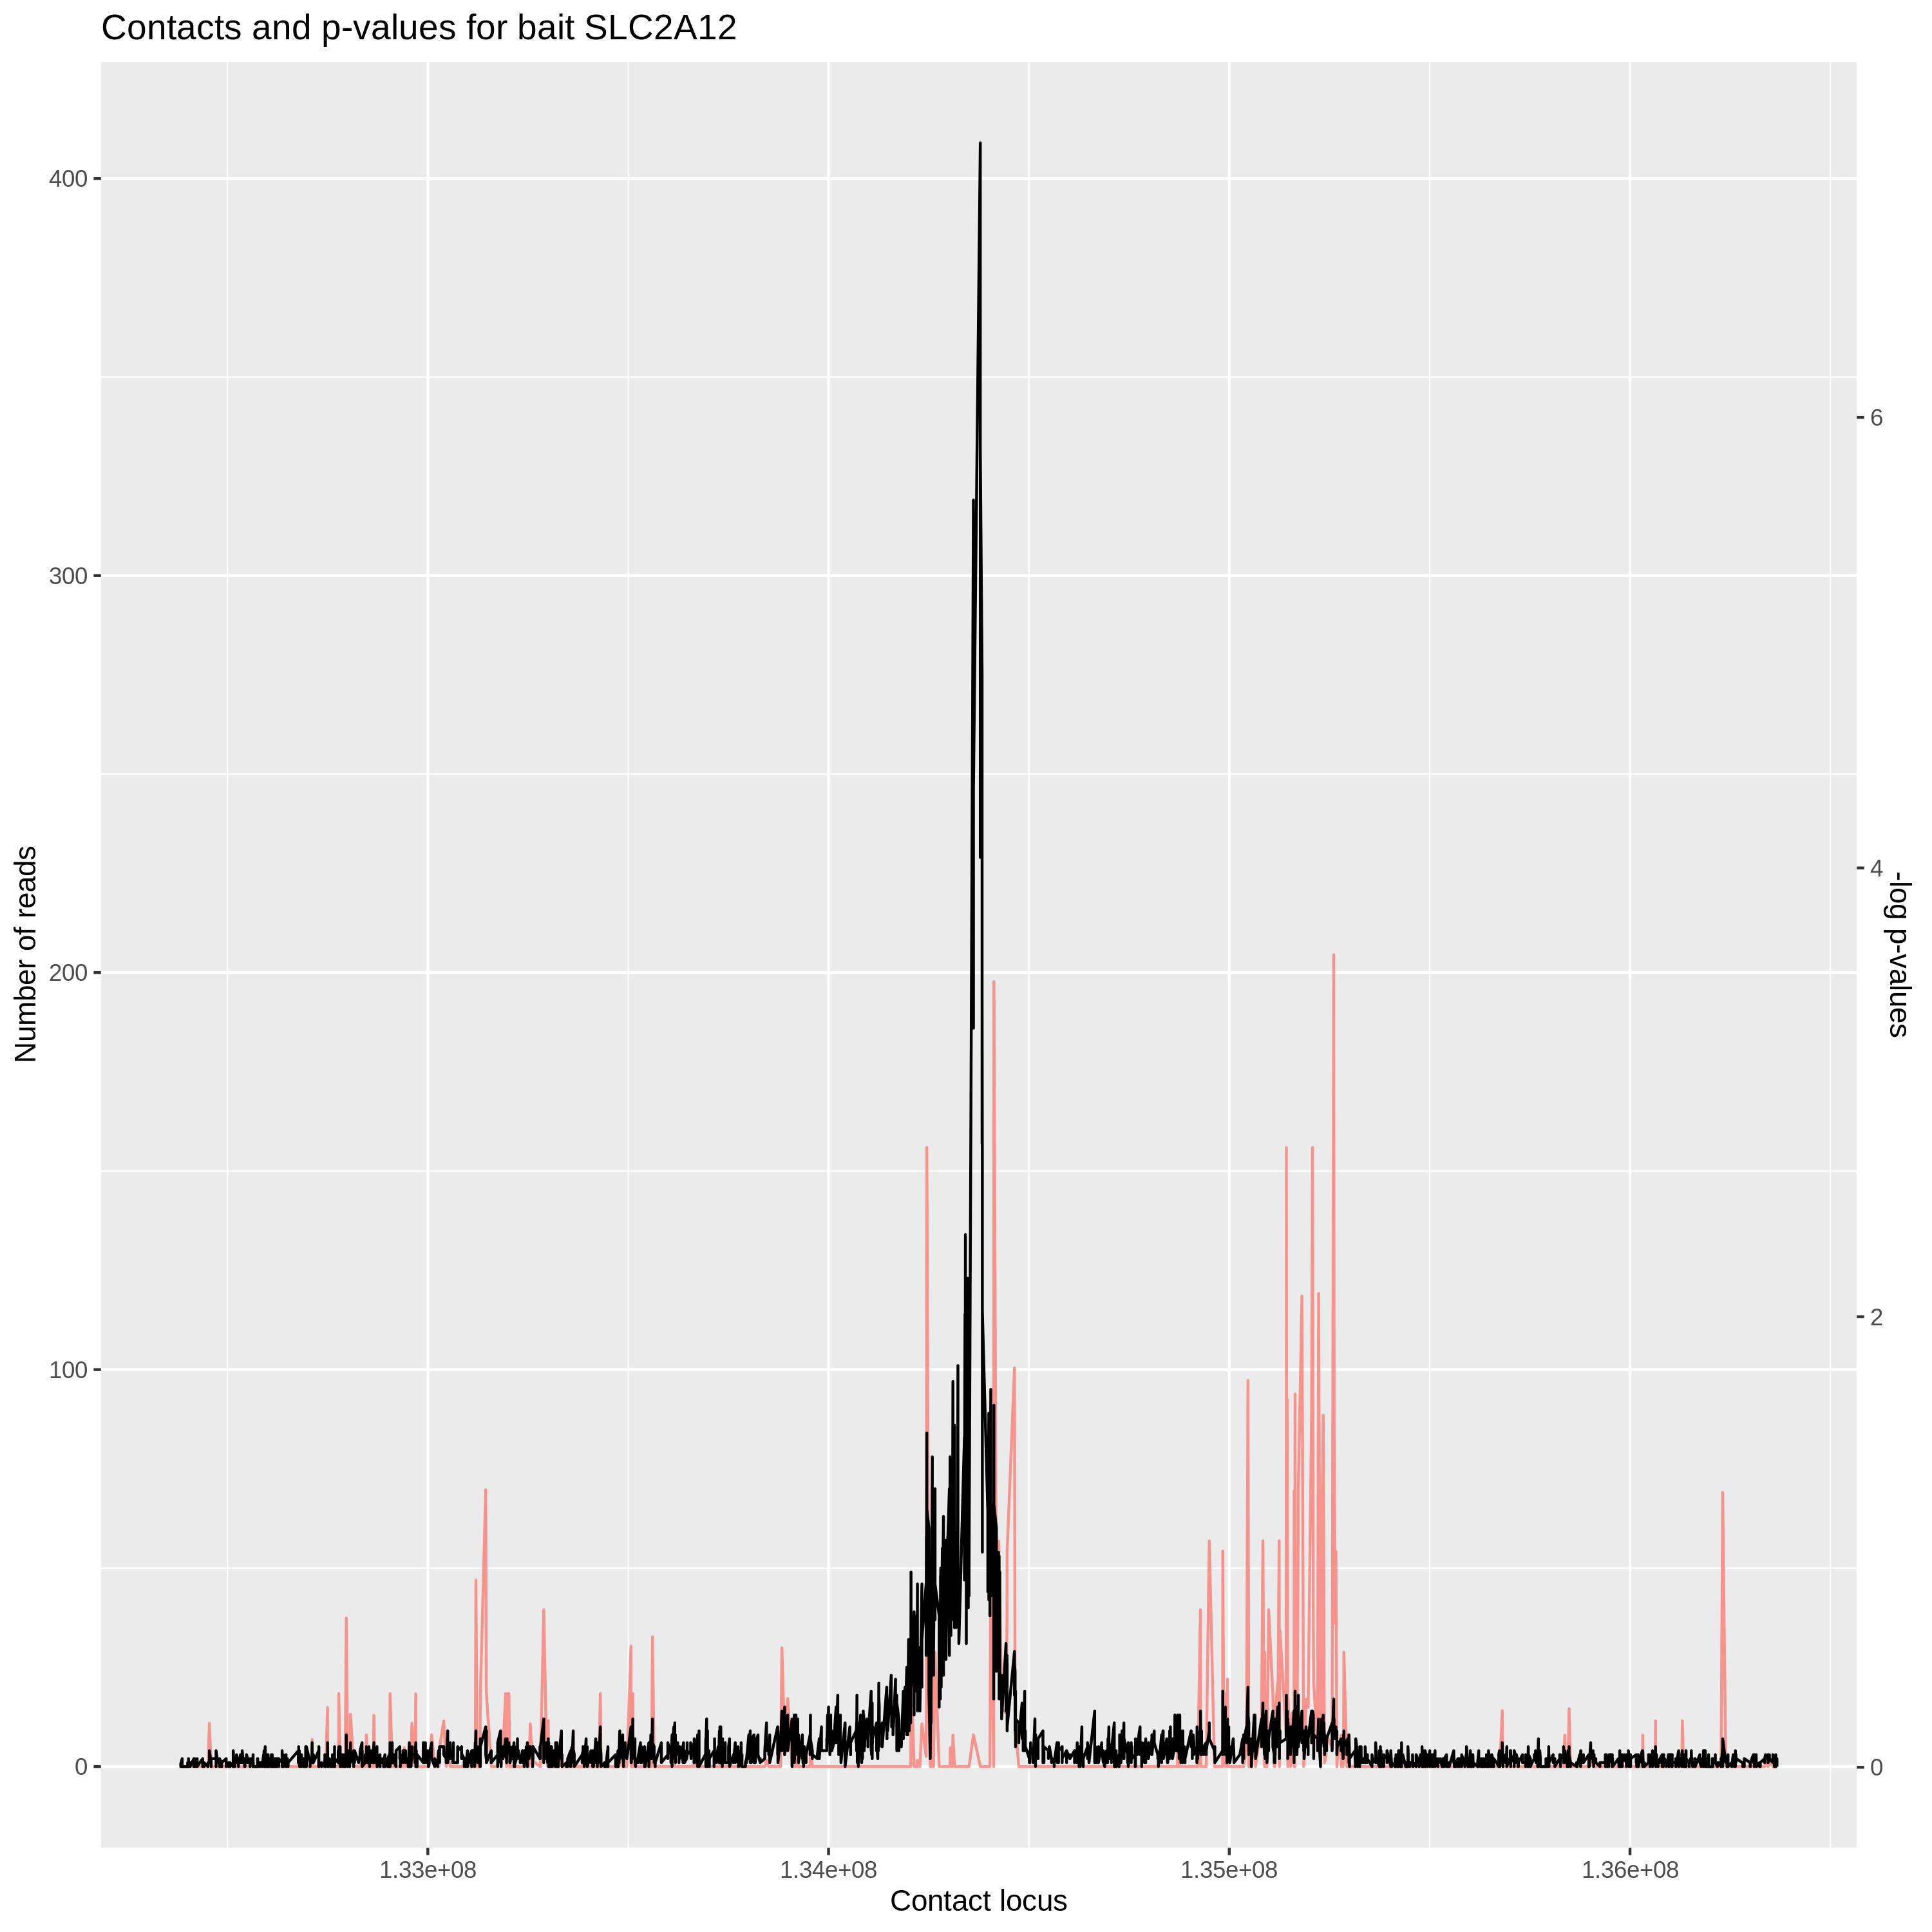 Contacts and p-values for bait SLC2A12
400
300
200
100
0
Number of reads
6
4
2
0
-log p-values
1.33e+08
1.34e+08
1.35e+08
1.36e+08
Contact locus